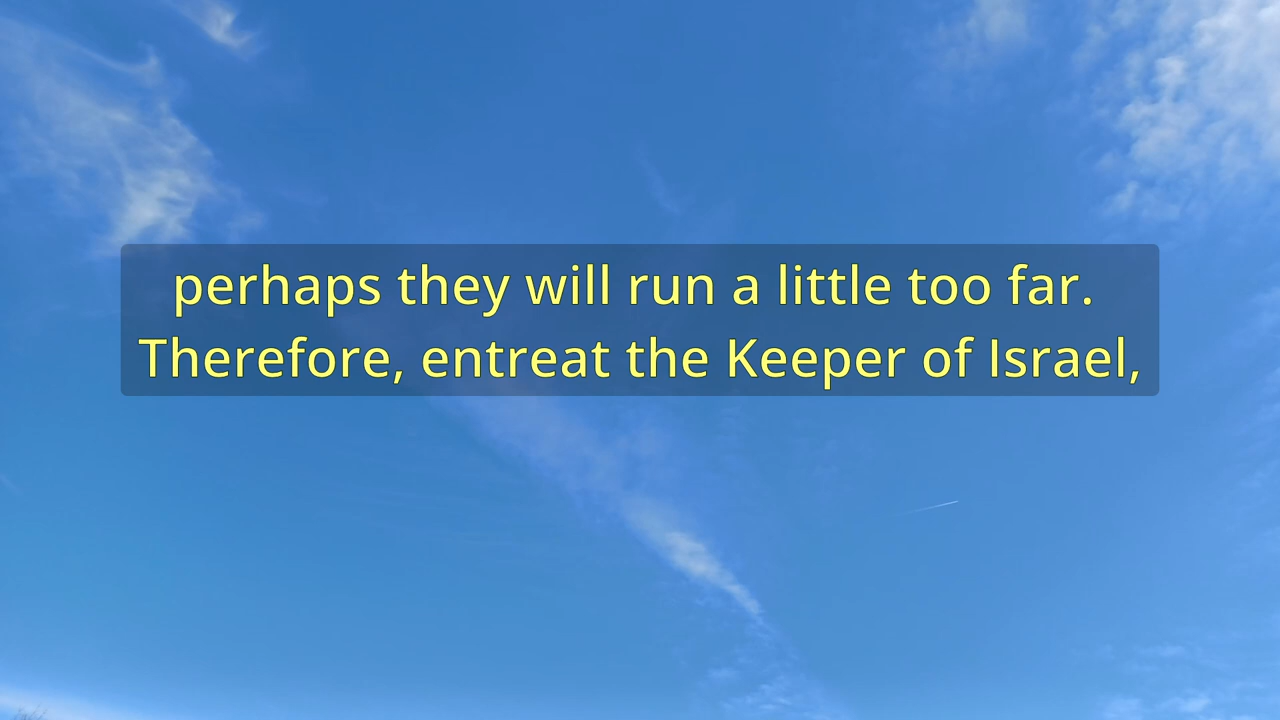 perhaps they will run a little too far.
Therefore, entreat the Keeper of Israel,